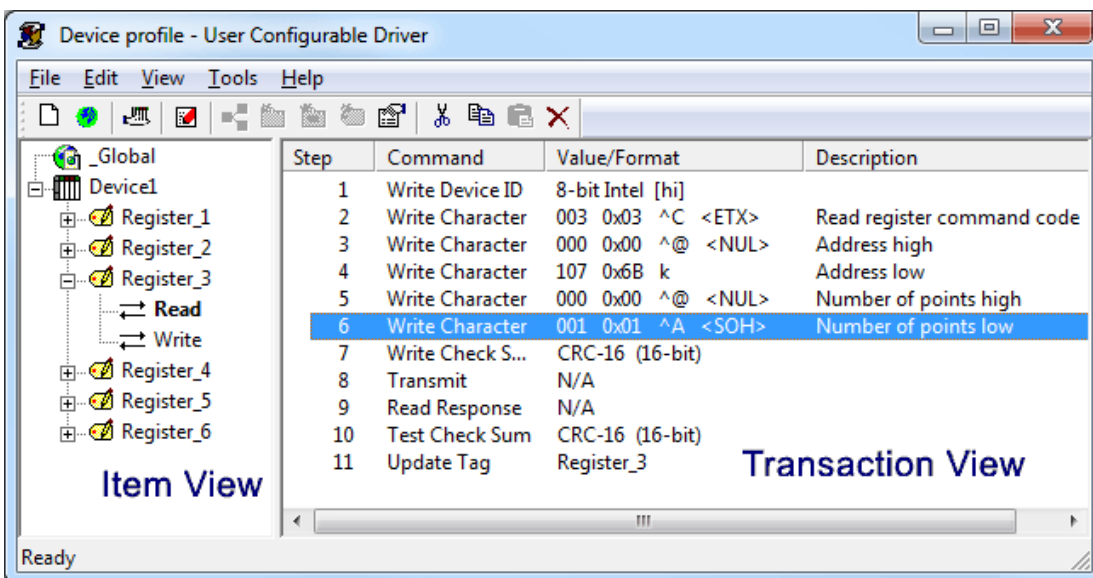 Device profile - User Configurable Driver
File Edit View Tools Help
_Global
Device1
Register_1
Register_2
Register_3
Read
Write
Register_4
Register_5
Register_6
Item View
Step Command Value/Format Description
1 Write Device ID 8-bit Intel [hi]
2 Write Character 003 0x03 ^C <ETX> Read register command code
3 Write Character 000 0x00 ^@ <NUL> Address high
4 Write Character 107 0x6B k Address low
5 Write Character 000 0x00 ^@ <NUL> Number of points high
6 Write Character 001 0x01 ^A <SOH> Number of points low
7 Write Check S... CRC-16 (16-bit)
8 Transmit N/A
9 Read Response N/A
10 Test Check Sum CRC-16 (16-bit)
11 Update Tag Register_3
Transaction View
Ready